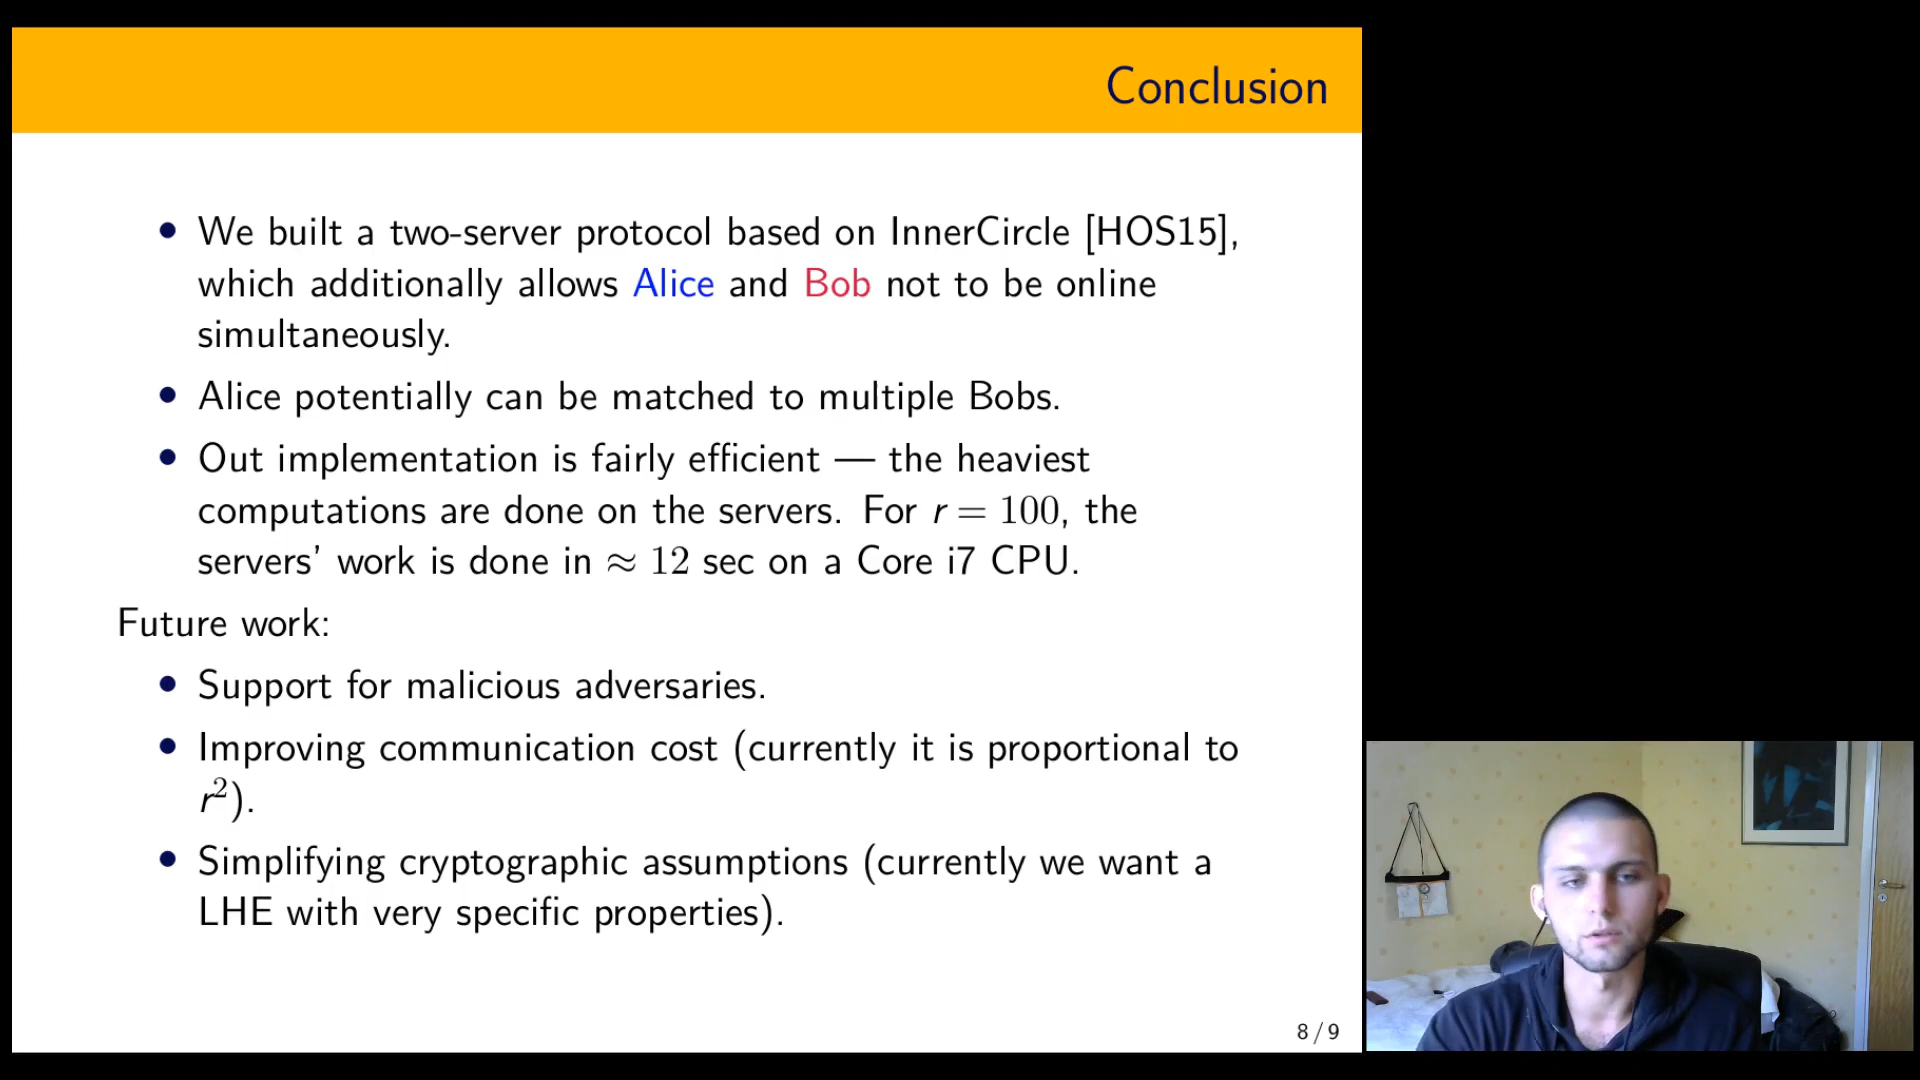 Conclusion
• We built a two-server protocol based on InnerCircle [HOS15],
which additionally allows Alice and Bob not to be online
simultaneously.
• Alice potentially can be matched to multiple Bobs.
• Out implementation is fairly efficient — the heaviest
computations are done on the servers. For r = 100, the
servers' work is done in ≈ 12 sec on a Core i7 CPU.
Future work:
• Support for malicious adversaries.
• Improving communication cost (currently it is proportional to
r²).
• Simplifying cryptographic assumptions (currently we want a
LHE with very specific properties).
8 / 9